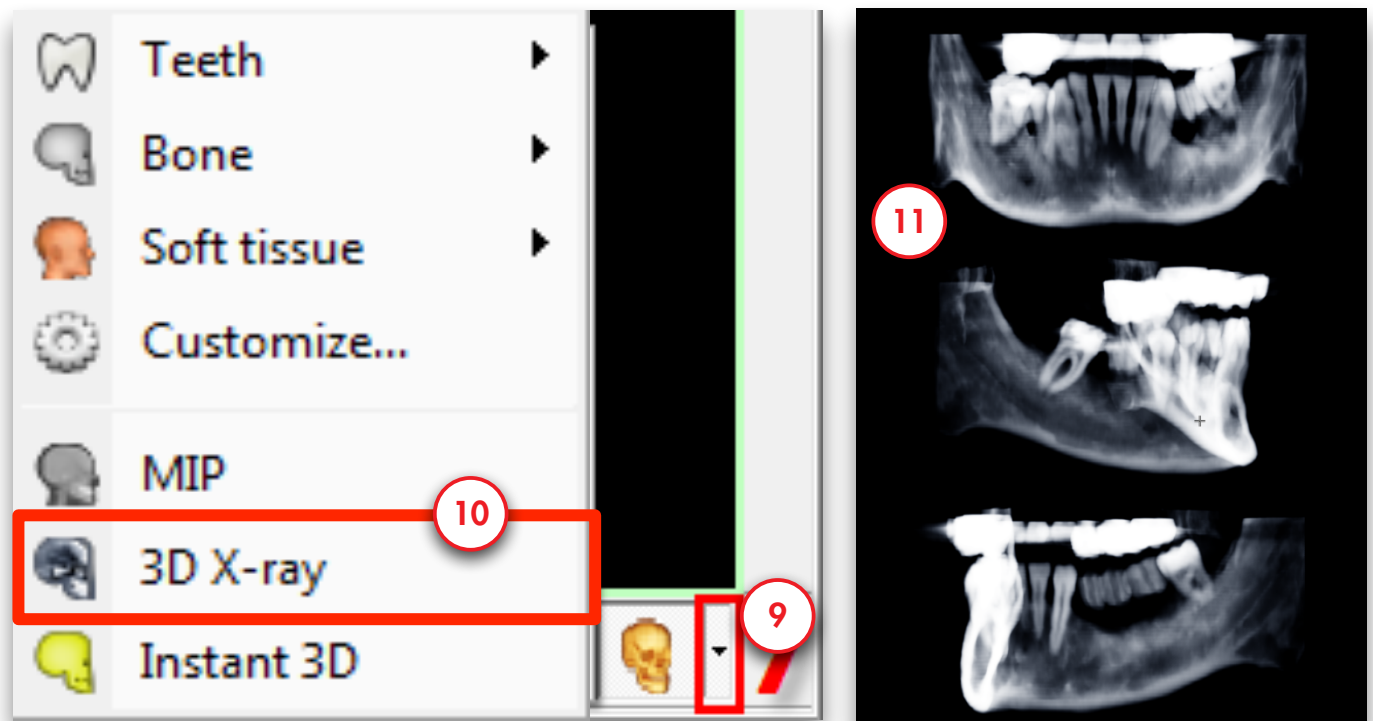 Teeth
Bone
Soft tissue
Customize...
MIP
10
3D X-ray
9
Instant 3D
11